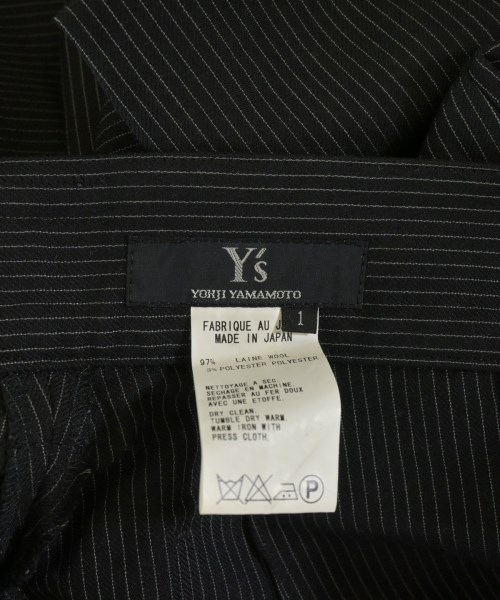 Y's
YOHJI YAMAMOTO
1
FABRIQUE AU J
MADE IN JAPAN
97% LAINE WOOL
3% POLYESTER POLYESTER
NETTOYAGE A SEC.
SECHAGE EN MACHINE
REPASSER AU FER DOUX
AVEC UNE ETOFFE.
DRY CLEAN.
TUMBLE DRY WARM.
WARM IRON WITH
PRESS CLOTH.
P